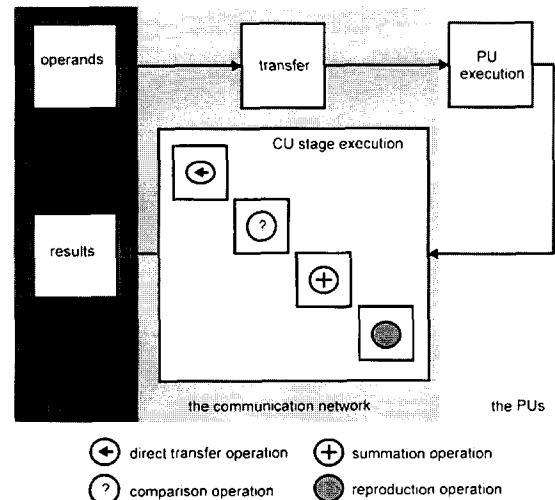 operands
transfer
PU
execution
CU stage execution
?
results
the communication network
the PUs
direct transfer operation
summation operation
? comparison operation
reproduction operation